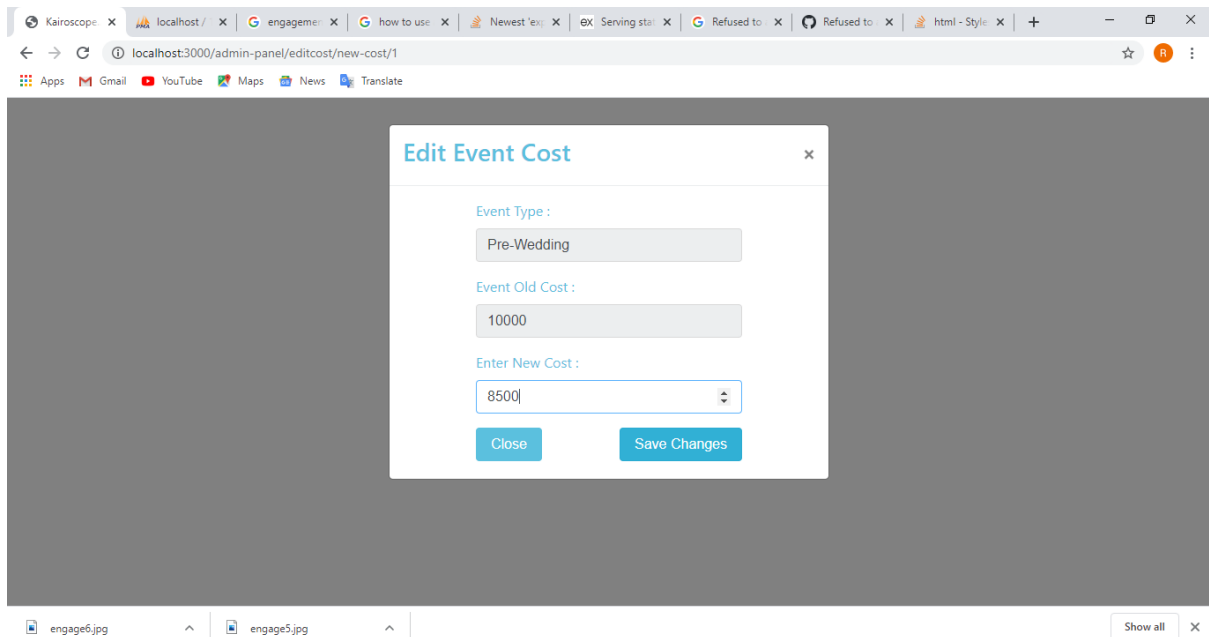 Kairoscope. localhost / engagemen how to use Newest 'exp Serving stat Refused to Refused to html - Style
localhost:3000/admin-panel/editcost/new-cost/1
Apps Gmail YouTube Maps News Translate
Edit Event Cost
×
Event Type :
Pre-Wedding
Event Old Cost :
10000
Enter New Cost :
8500
Close Save Changes
engage6.jpg engage5.jpg Show all